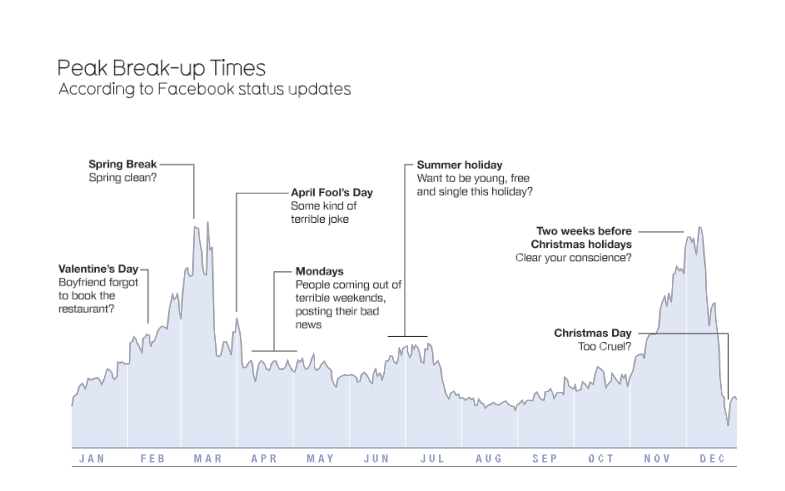 Peak Break-up Times
According to Facebook status updates
Spring Break
Spring clean?
Summer holiday
Want to be young, free
and single this holiday?
April Fool's Day
Some kind of
terrible joke
Two weeks before
Christmas holidays
Clear your conscience?
Valentine's Day
Boyfriend forgot
to book the
restaurant?
Mondays
People coming out of
terrible weekends,
posting their bad
news
Christmas Day
Too Cruel?
JAN FEB MAR APR MAY JUN JUL AUG SEP OCT NOV DEC